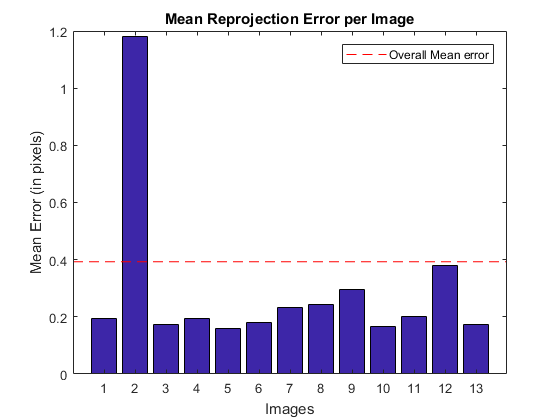 Mean Reprojection Error per Image
Overall Mean error
Mean Error (in pixels)
1.2
1
0.8
0.6
0.4
0.2
0
1 2 3 4 5 6 7 8 9 10 11 12 13
Images